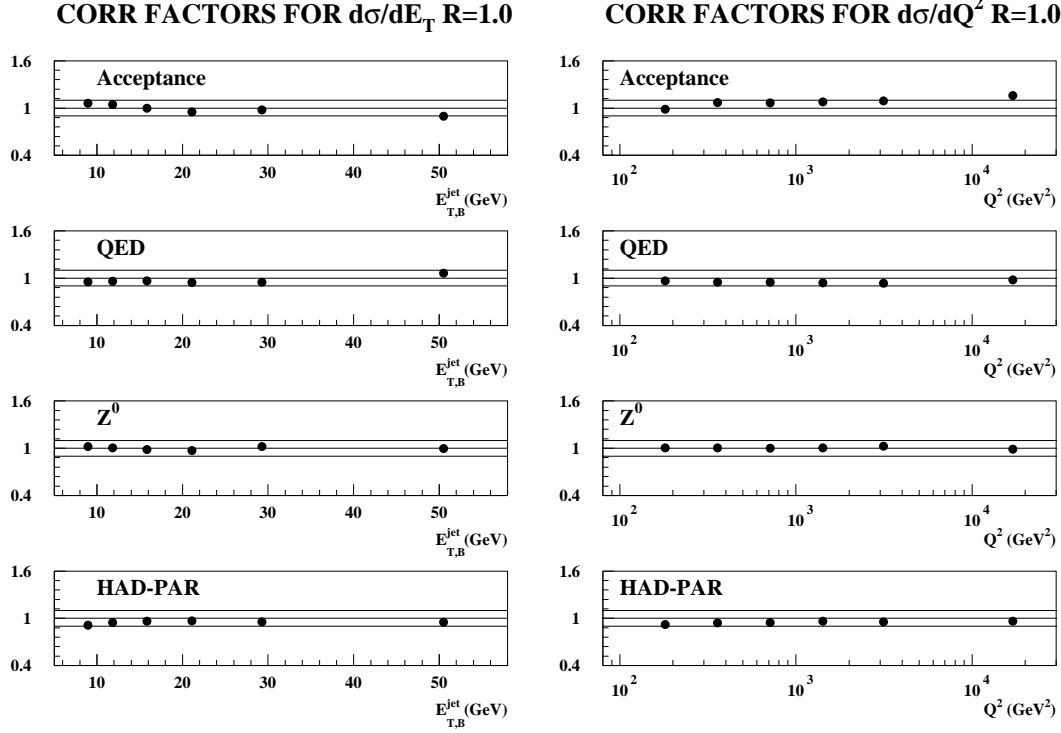 CORR FACTORS FOR dσ/dE_T R=1.0
Acceptance
1.6
1
0.4
10 20 30 40 50
E^jet_T,B(GeV)
QED
1.6
1
0.4
10 20 30 40 50
E^jet_T,B(GeV)
Z^0
1.6
1
0.4
10 20 30 40 50
E^jet_T,B(GeV)
HAD-PAR
1.6
1
0.4
10 20 30 40 50
E^jet_T,B(GeV)
CORR FACTORS FOR dσ/dQ^2 R=1.0
Acceptance
1.6
1
0.4
10^2 10^3 10^4
Q^2 (GeV^2)
QED
1.6
1
0.4
10^2 10^3 10^4
Q^2 (GeV^2)
Z^0
1.6
1
0.4
10^2 10^3 10^4
Q^2 (GeV^2)
HAD-PAR
1.6
1
0.4
10^2 10^3 10^4
Q^2 (GeV^2)